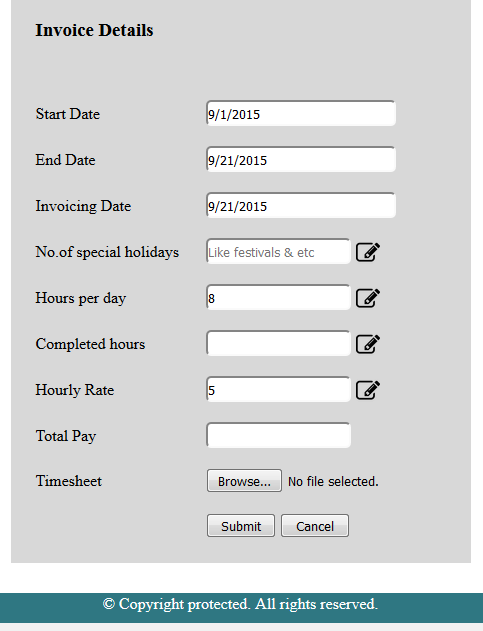 Invoice Details
Start Date 9/1/2015
End Date 9/21/2015
Invoicing Date 9/21/2015
No.of special holidays Like festivals & etc
Hours per day 8
Completed hours
Hourly Rate 5
Total Pay
Timesheet Browse... No file selected.
Submit Cancel
© Copyright protected. All rights reserved.